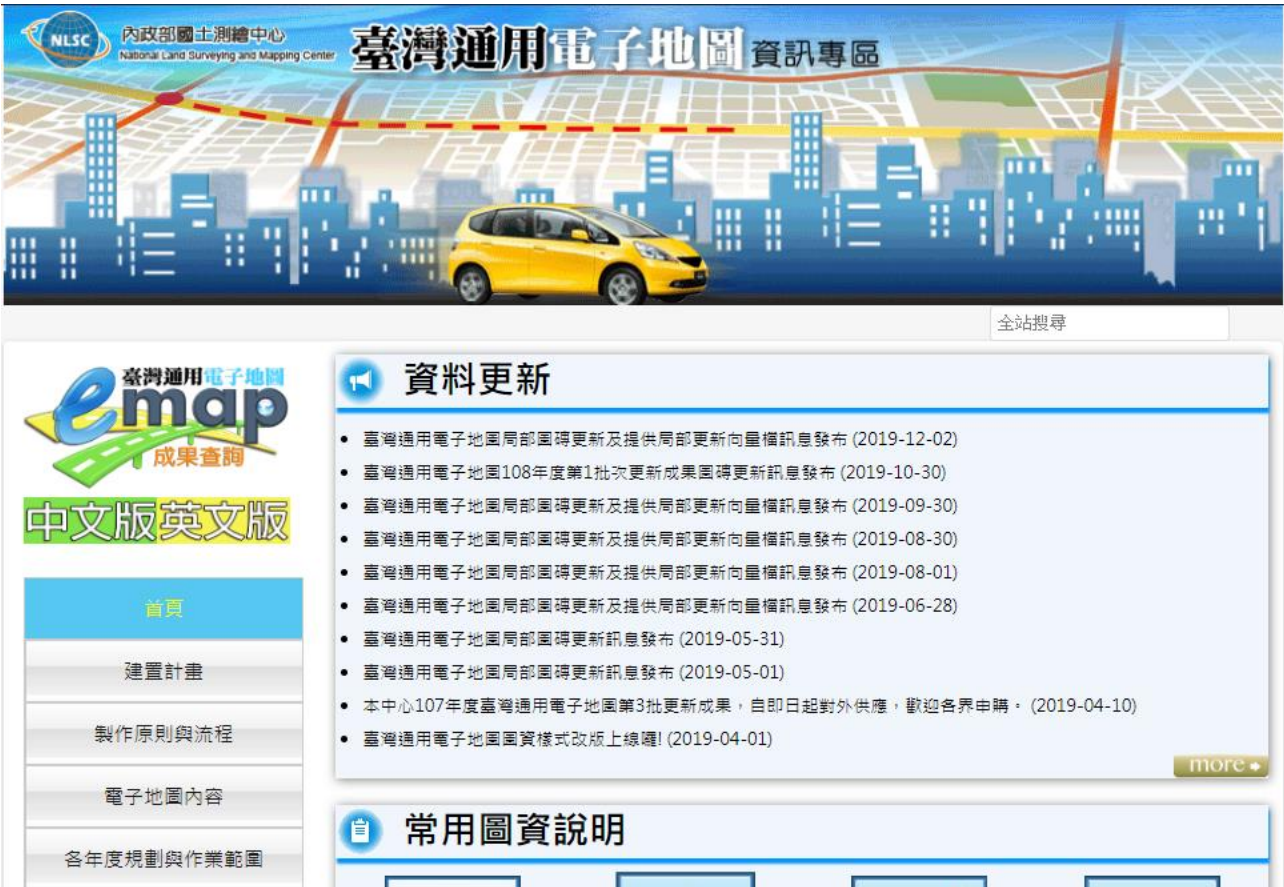 NLSC
內政部國土測繪中心
National Land Surveying and Mapping Center
臺灣通用電子地圖資訊專區
全站搜尋
臺灣通用電子地圖
emap
成果查詢
中文版英文版
首頁
建置計畫
製作原則與流程
電子地圖內容
各年度規劃與作業範圍
資料更新
臺灣通用電子地圖局部圖磚更新及提供局部更新向量檔訊息發布 (2019-12-02)
臺灣通用電子地圖108年度第1批次更新成果圖磚更新訊息發布 (2019-10-30)
臺灣通用電子地圖局部圖磚更新及提供局部更新向量檔訊息發布 (2019-09-30)
臺灣通用電子地圖局部圖磚更新及提供局部更新向量檔訊息發布 (2019-08-30)
臺灣通用電子地圖局部圖磚更新及提供局部更新向量檔訊息發布 (2019-08-01)
臺灣通用電子地圖局部圖磚更新及提供局部更新向量檔訊息發布 (2019-06-28)
臺灣通用電子地圖局部圖磚更新訊息發布 (2019-05-31)
臺灣通用電子地圖局部圖磚更新訊息發布 (2019-05-01)
本中心107年度臺灣通用電子地圖第3批更新成果，自即日起對外供應，歡迎各界申購。 (2019-04-10)
臺灣通用電子地圖圖資樣式改版上線囉! (2019-04-01)
more
常用圖資說明